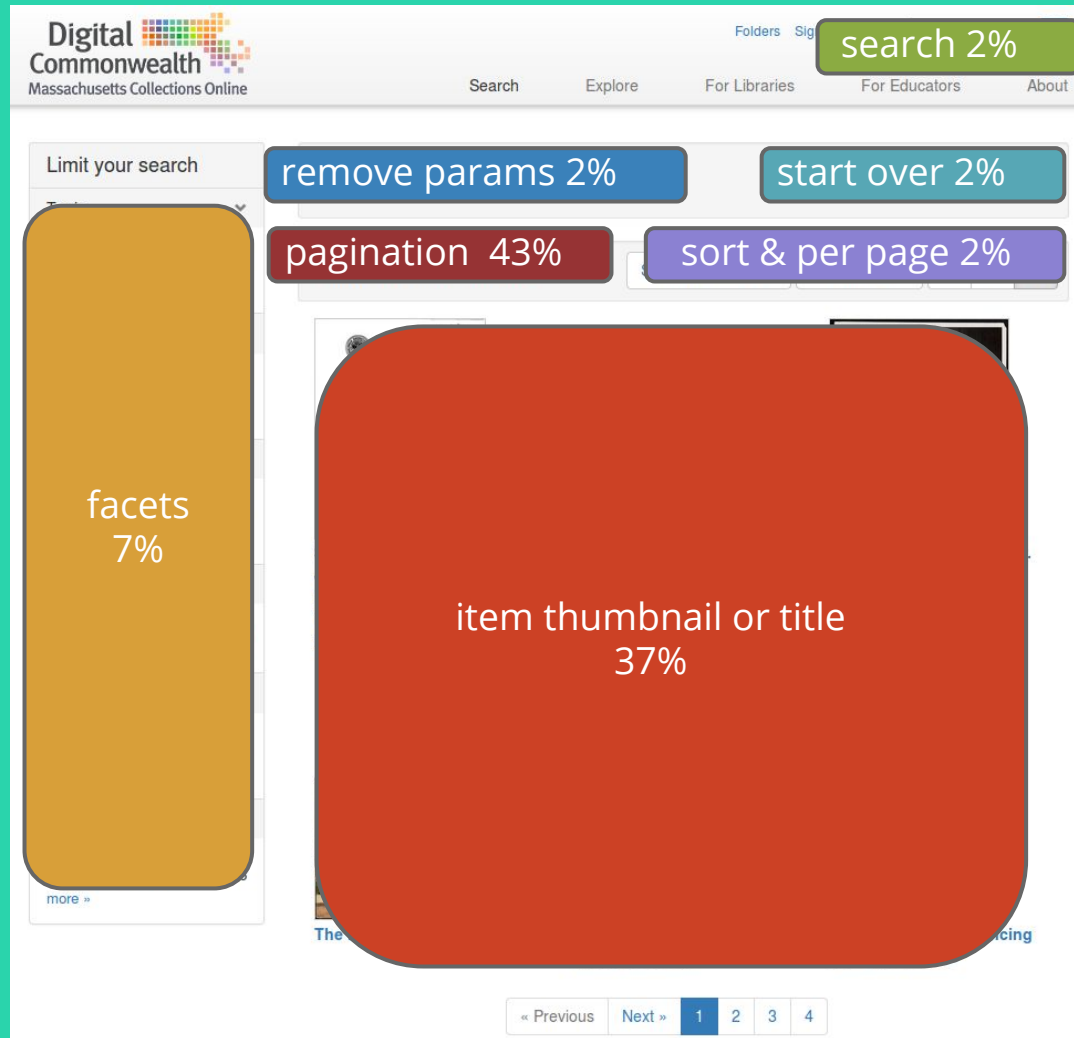 Digital
Commonwealth
Massachusetts Collections Online
Folders
search 2%
Search Explore For Libraries For Educators About
Limit your search
remove params 2%
start over 2%
pagination 43%
sort & per page 2%
facets
7%
item thumbnail or title
37%
more »
The
« Previous Next » 1 2 3 4